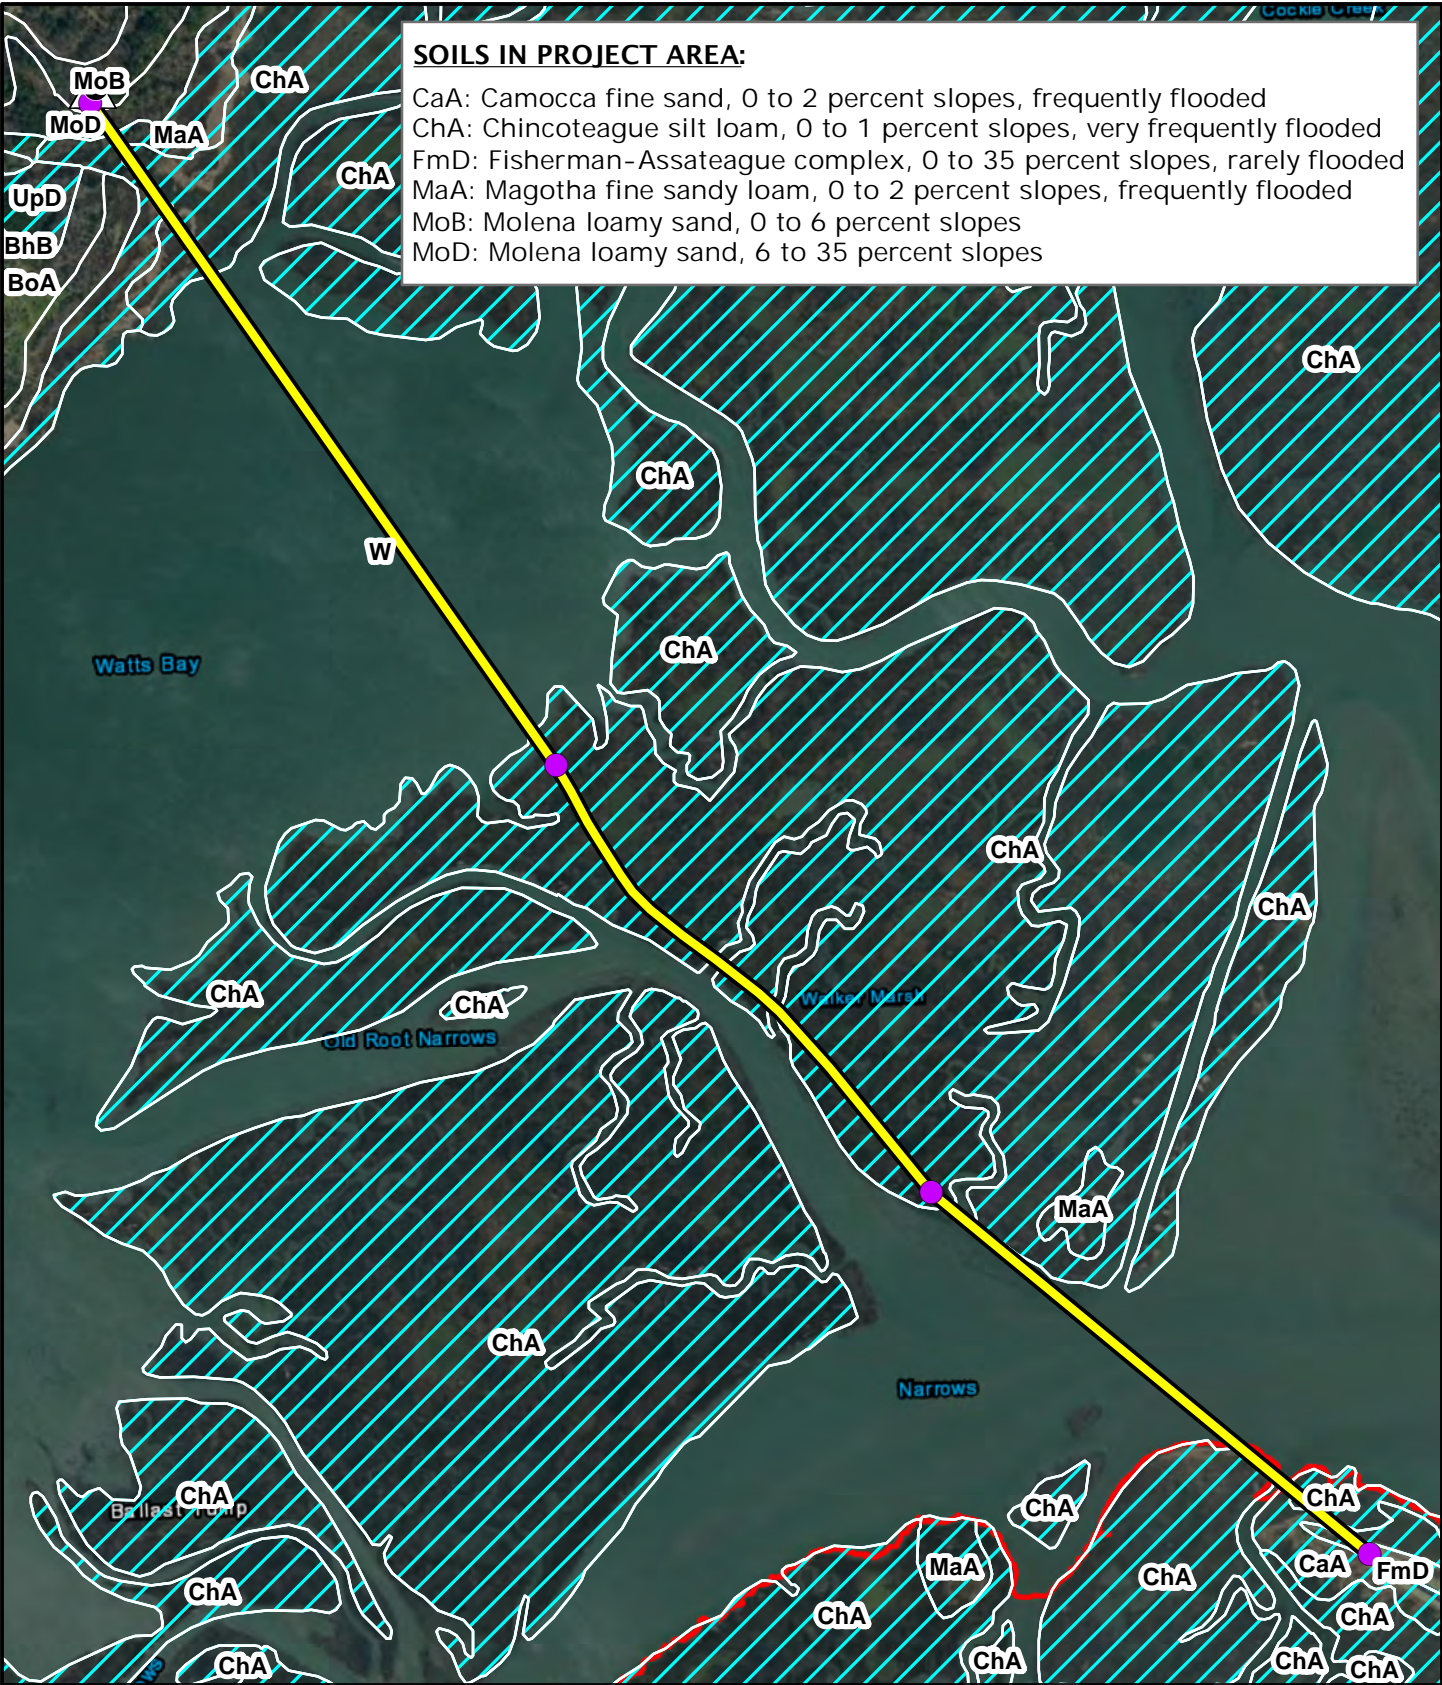 Cockle Creek
SOILS IN PROJECT AREA:
CaA: Camocca fine sand, 0 to 2 percent slopes, frequently flooded
ChA: Chincoteague silt loam, 0 to 1 percent slopes, very frequently flooded
FmD: Fisherman-Assateague complex, 0 to 35 percent slopes, rarely flooded
MaA: Magotha fine sandy loam, 0 to 2 percent slopes, frequently flooded
MoB: Molena loamy sand, 0 to 6 percent slopes
MoD: Molena loamy sand, 6 to 35 percent slopes
MoB
ChA
MoD
MaA
ChA
UpD
BhB
BoA
ChA
ChA
W
ChA
Watts Bay
ChA
ChA
ChA
ChA
Walker Marsh
Old Root Narrows
MaA
ChA
Narrows
ChA
ChA
ChA
Ballast
MaA
CaA
FmD
ChA
ChA
ChA
ChA
ChA
ChA
ChA
ChA